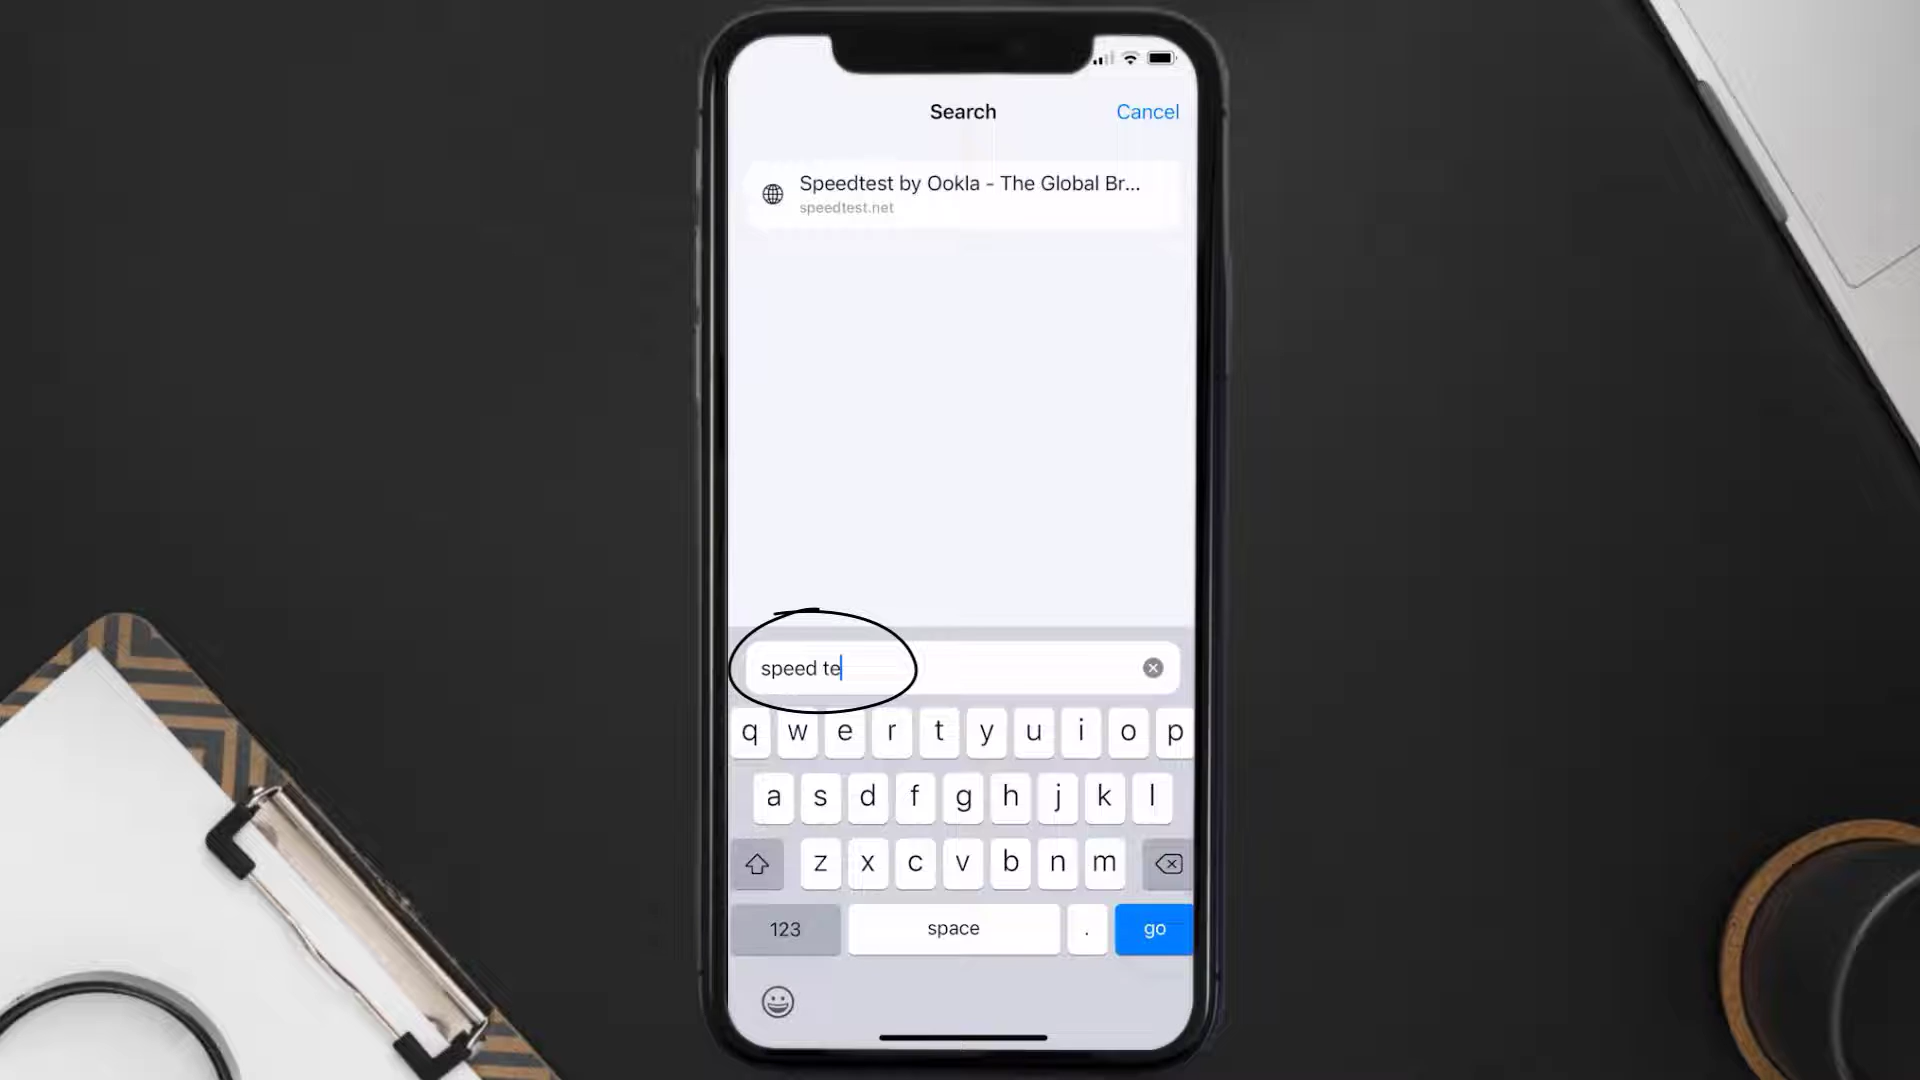 Search
Cancel
Speedtest by Ookla - The Global Br...
speedtest.net
speed te
q w e r t y u i o p
a s d f g h j k l
z x c v b n m
123 space . go